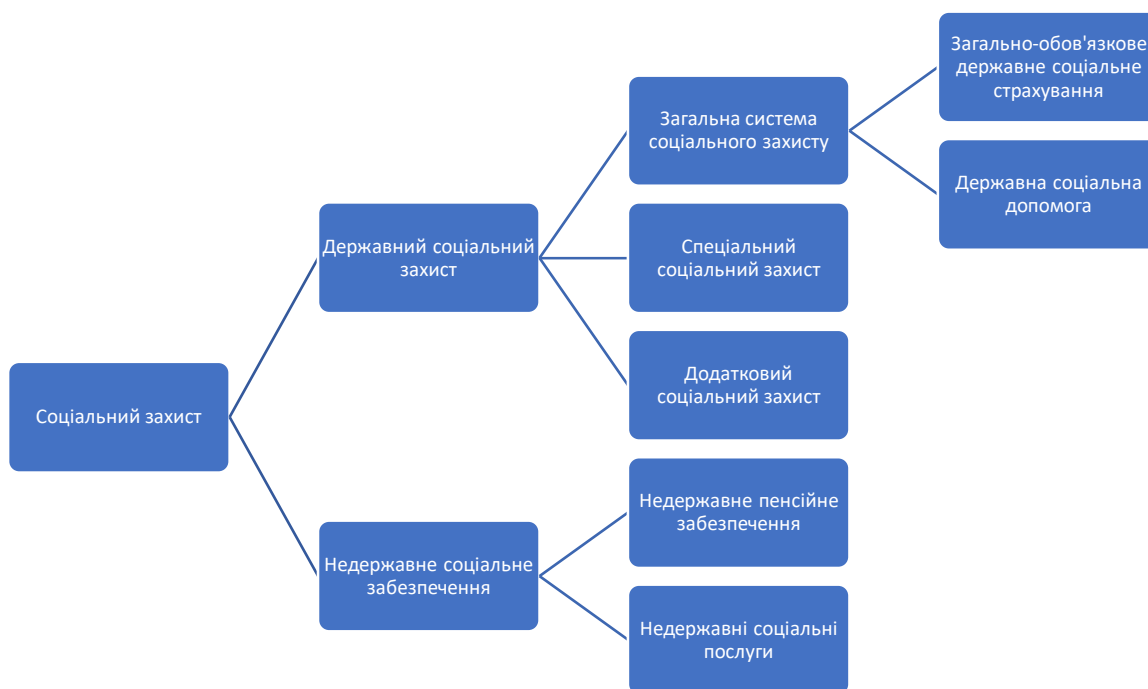 Загально-обов'язкове
державне соціальне
страхування
Загальна система
соціального захисту
Державна соціальна
допомога
Державний соціальний
захист
Спеціальний
соціальний захист
Додатковий
соціальний захист
Соціальний захист
Недержавне пенсійне
забезпечення
Недержавне соціальне
забезпечення
Недержавні соціальні
послуги